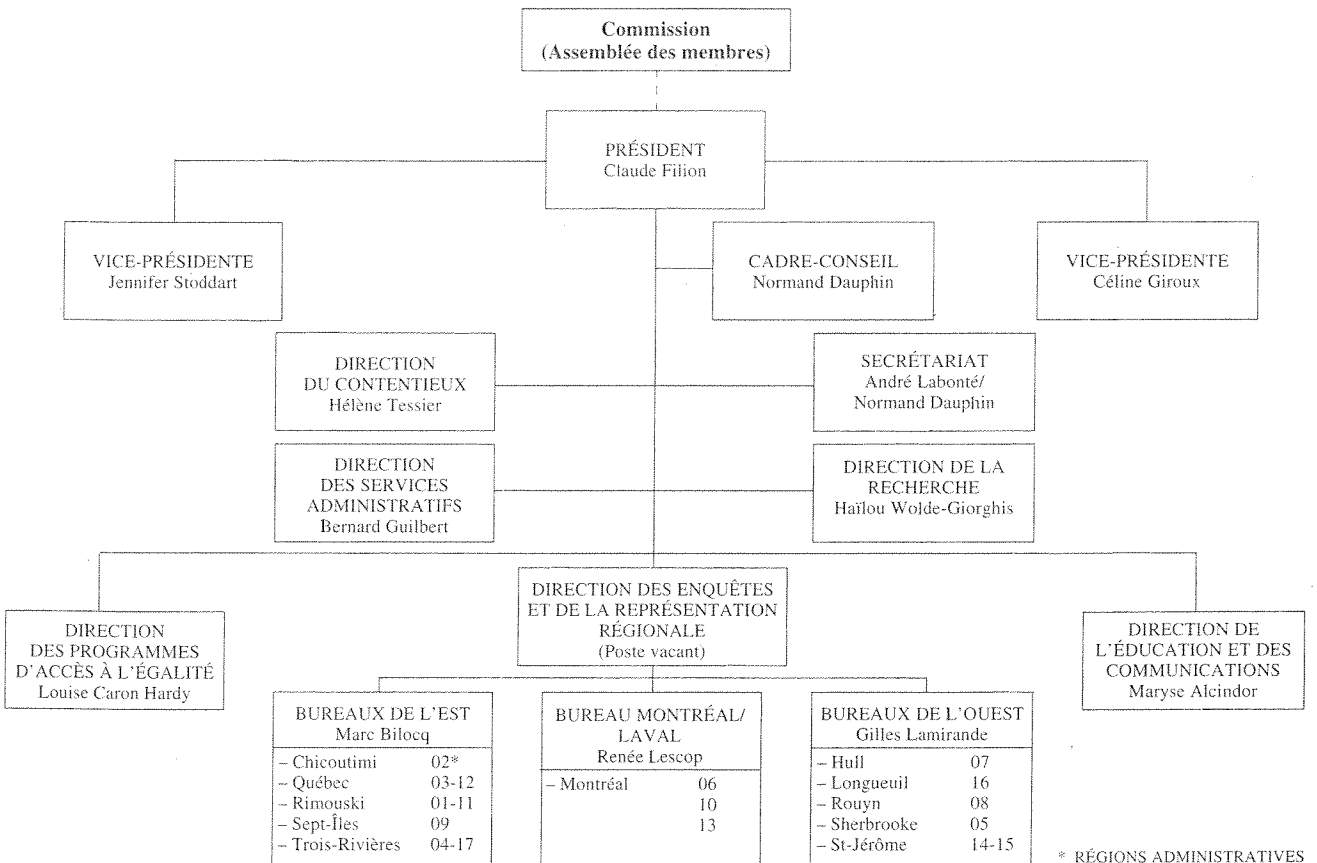 Commission
(Assemblée des membres)
PRÉSIDENT
Claude Filion
VICE-PRÉSIDENTE
Jennifer Stoddart
CADRE-CONSEIL
Normand Dauphin
VICE-PRÉSIDENTE
Céline Giroux
DIRECTION
DU CONTENTIEUX
Hélène Tessier
SECRÉTARIAT
André Labonté/
Normand Dauphin
DIRECTION
DES SERVICES
ADMINISTRATIFS
Bernard Guilbert
DIRECTION DE LA
RECHERCHE
Haïlou Wolde-Giorghis
DIRECTION
DES PROGRAMMES
D'ACCÈS À L'ÉGALITÉ
Louise Caron Hardy
DIRECTION DES ENQUÊTES
ET DE LA REPRÉSENTATION
RÉGIONALE
(Poste vacant)
DIRECTION DE
L'ÉDUCATION ET DES
COMMUNICATIONS
Maryse Alcindor
BUREAUX DE L'EST
Marc Bilocq
– Chicoutimi 02*
– Québec 03-12
– Rimouski 01-11
– Sept-Îles 09
– Trois-Rivières 04-17
BUREAU MONTRÉAL/
LAVAL
Renée Lescop
– Montréal 06
10
13
BUREAUX DE L'OUEST
Gilles Lamirande
– Hull 07
– Longueuil 16
– Rouyn 08
– Sherbrooke 05
– St-Jérôme 14-15
* RÉGIONS ADMINISTRATIVES